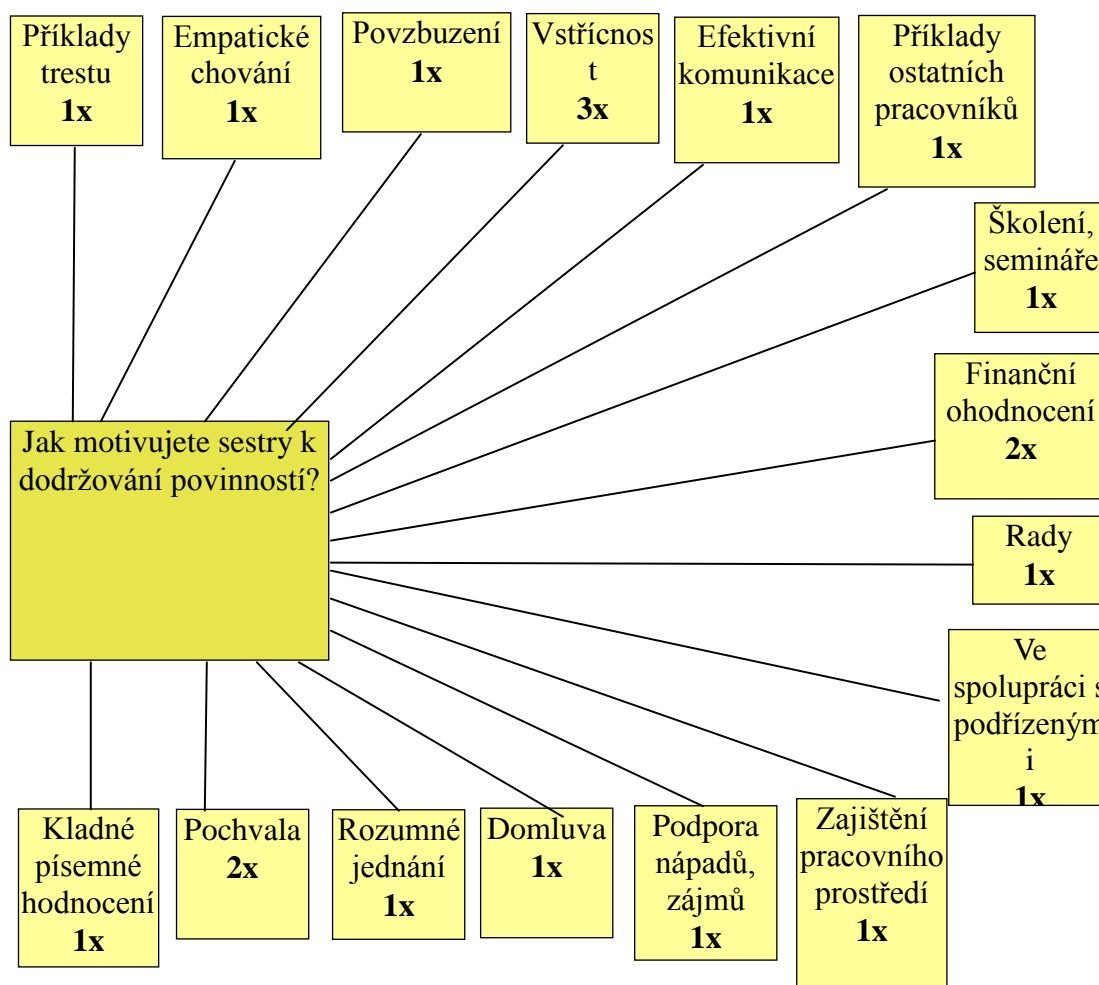 Příklady
trestu
1x
Empatické
chování
1x
Povzbuzení
1x
Vstřícnos
t
3x
Efektivní
komunikace
1x
Příklady
ostatních
pracovníků
1x
Školení,
semináře
1x
Finanční
ohodnocení
2x
Rady
1x
Ve
spolupráci s
podřízeným
i
1x
Jak motivujete sestry k
dodržování povinností?
Kladné
písemné
hodnocení
1x
Pochvala
2x
Rozumné
jednání
1x
Domluva
1x
Podpora
nápadů,
zájmů
1x
Zajištění
pracovního
prostředí
1x